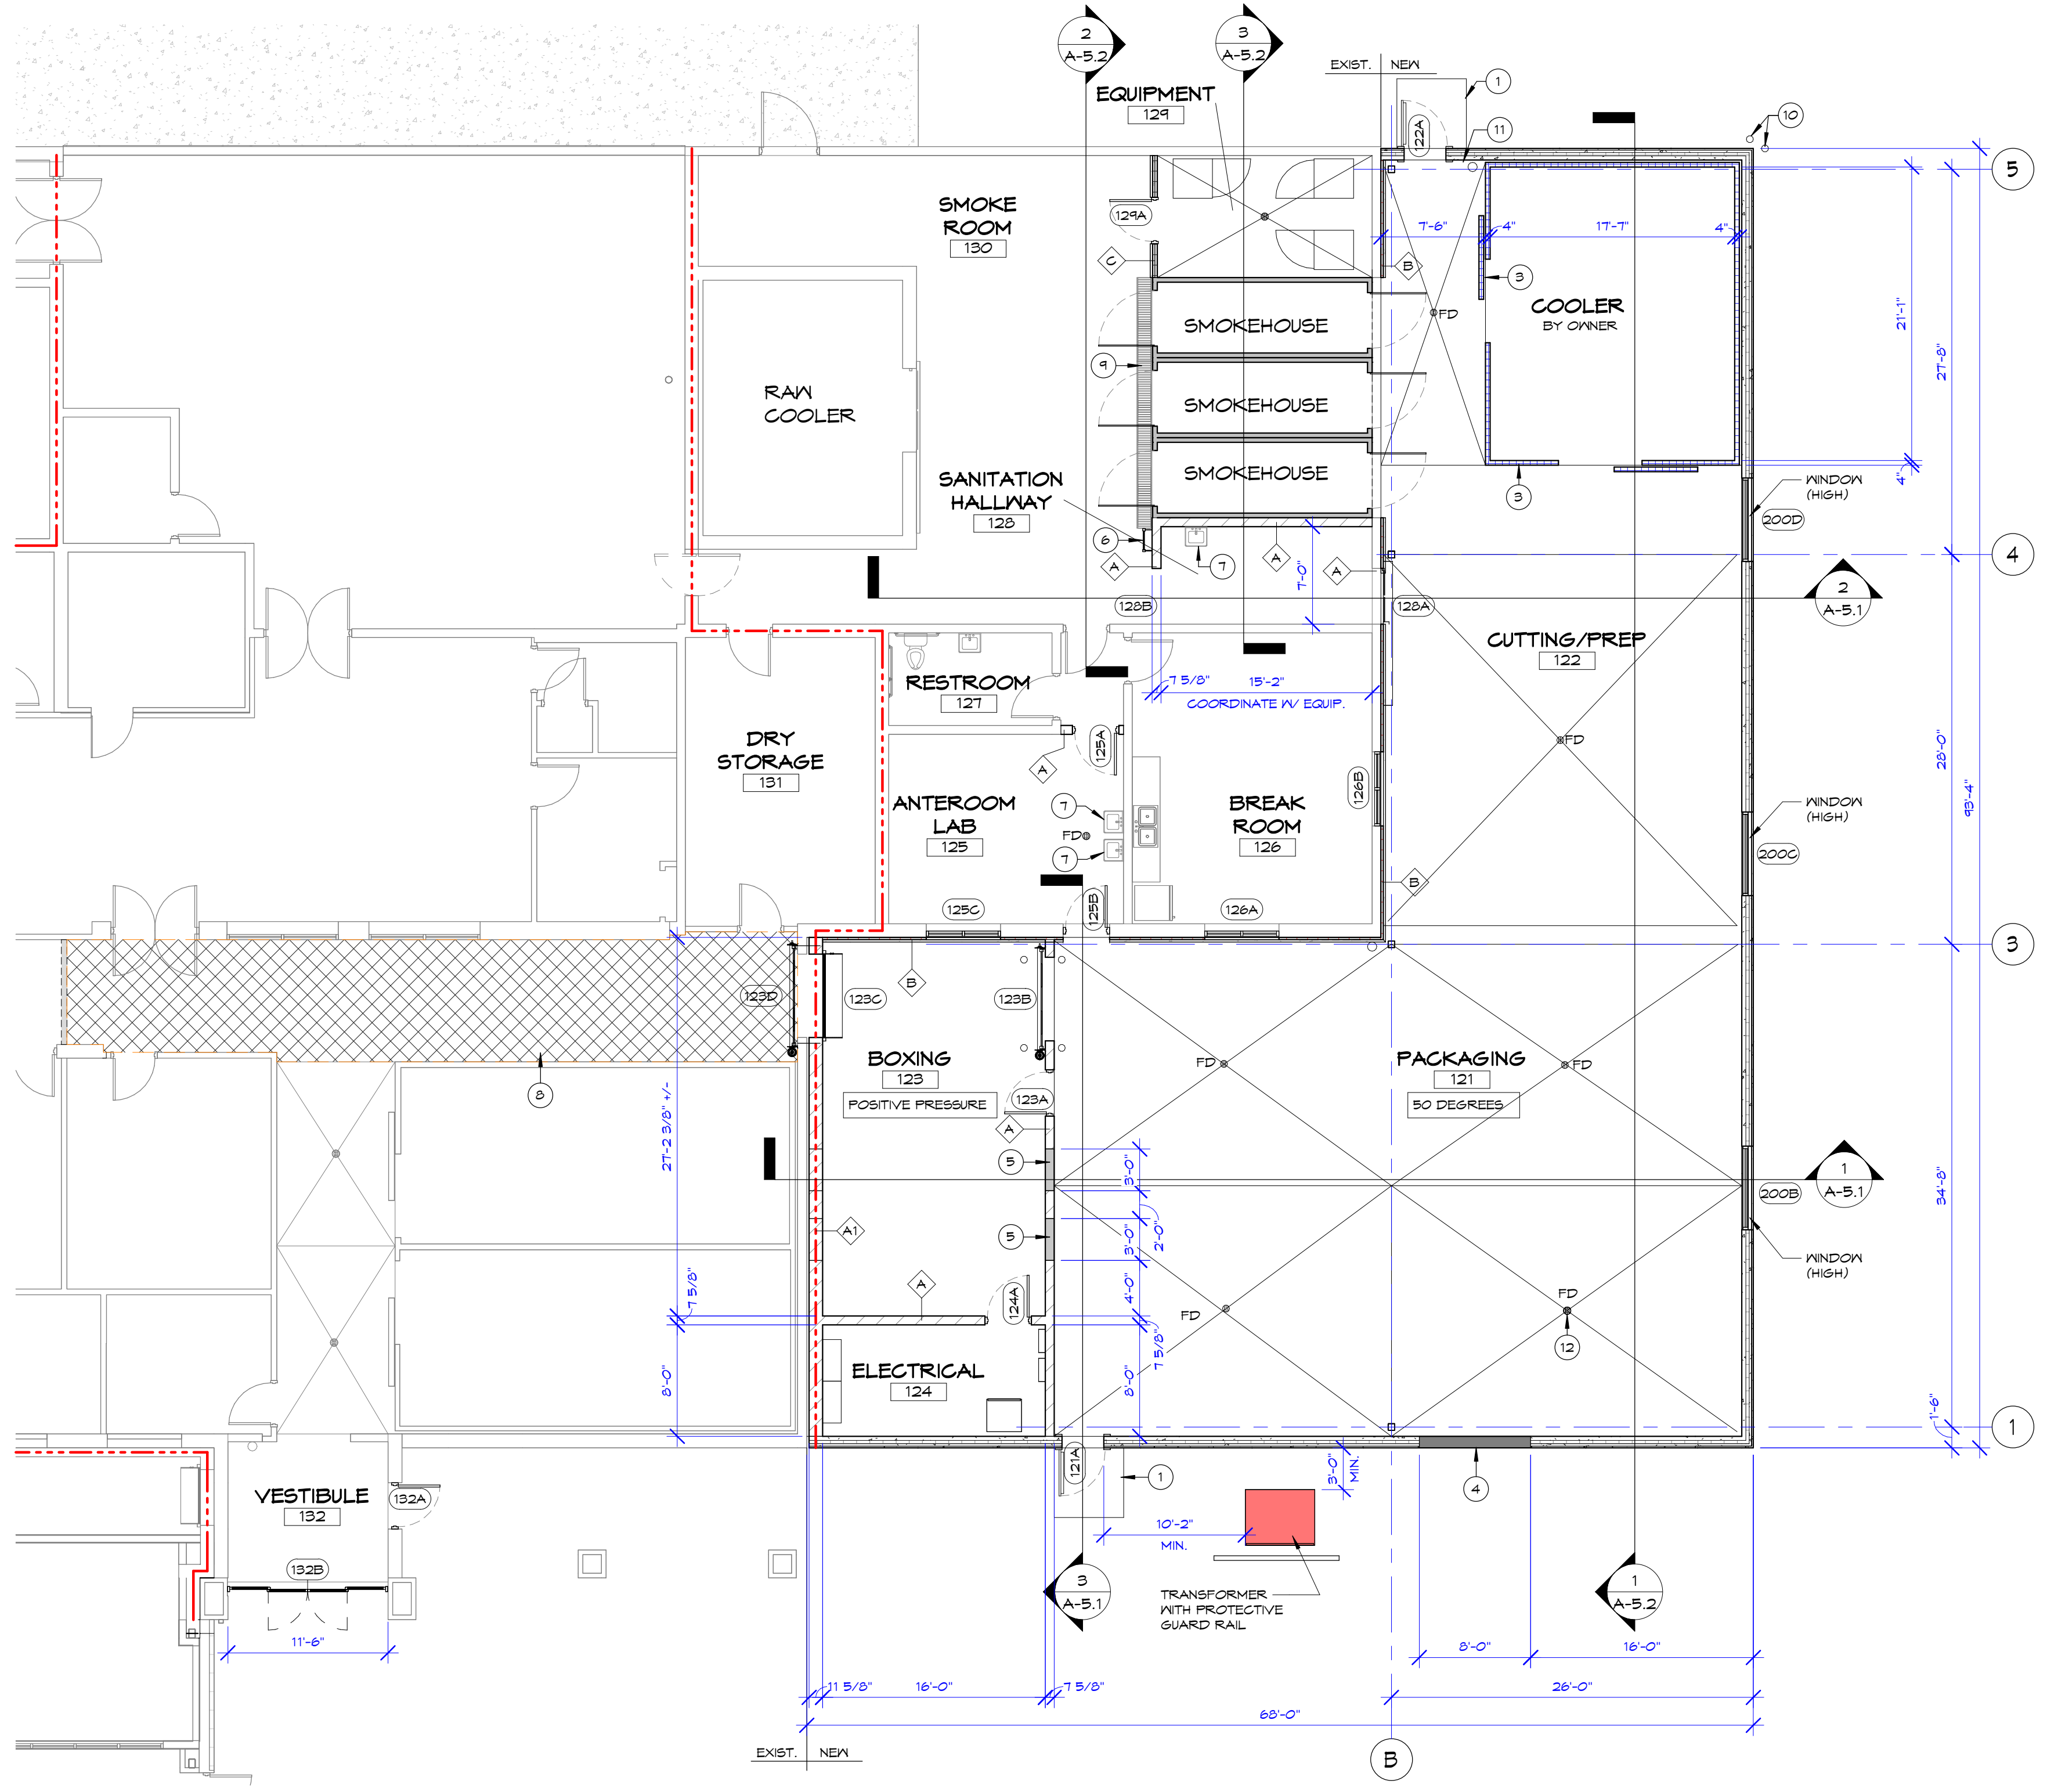 2
A-5.2
3
A-5.2
EXIST.
NEW
1
EQUIPMENT
129
122A
11
10
5
SMOKE
ROOM
130
129A
7'-6"
4"
17'-7"
4"
C
B
3
21'-1"
27'-8"
COOLER
BY OWNER
FD
SMOKEHOUSE
9
RAW
COOLER
SMOKEHOUSE
SMOKEHOUSE
SANITATION
HALLWAY
128
3
4"
WINDOW
(HIGH)
200D
6
7
A
A
A
7'-0"
4
128B
128A
2
A-5.1
CUTTING/PREP
122
RESTROOM
127
7 5/8"
15'-2"
COORDINATE W/ EQUIP.
DRY
STORAGE
131
125A
A
FD
28'-0"
93'-4"
126B
ANTEROOM
LAB
125
7
FD
7
BREAK
ROOM
126
WINDOW
(HIGH)
200C
B
125C
125B
126A
3
B
123D
123C
123B
8
BOXING
123
POSITIVE PRESSURE
FD
PACKAGING
121
50 DEGREES
FD
123A
A
27'-2 3/8" +/-
5
3'-0"
1
A-5.1
200B
34'-8"
A1
5
3'-0"
2'-0"
WINDOW
(HIGH)
7 5/8"
A
124A
4'-0"
FD
FD
12
7 5/8"
ELECTRICAL
124
8'-0"
8'-0"
1'-6"
1
121A
1
3'-0"
MIN.
4
VESTIBULE
132
132A
10'-2"
MIN.
132B
3
A-5.1
TRANSFORMER
WITH PROTECTIVE
GUARD RAIL
1
A-5.2
11'-6"
8'-0"
16'-0"
11 5/8"
16'-0"
7 5/8"
26'-0"
68'-0"
EXIST.
NEW
B